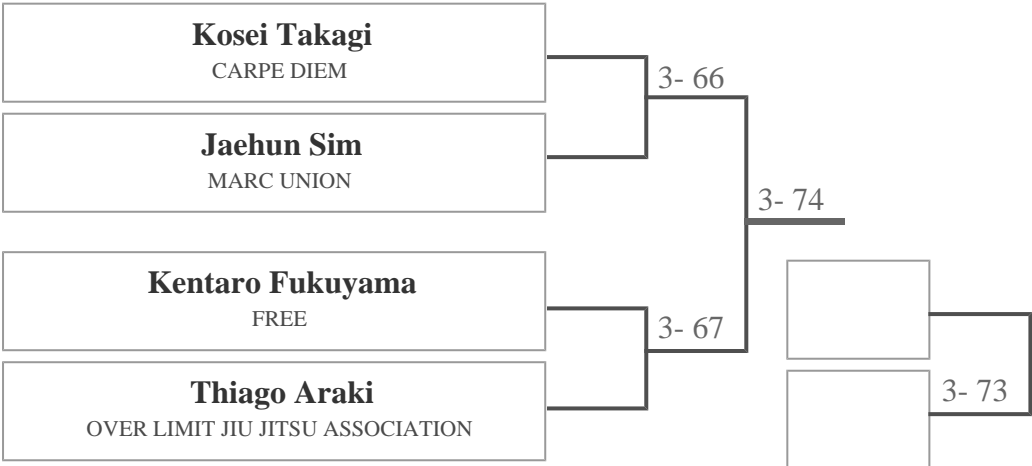 Kosei Takagi
CARPE DIEM
3- 66
Jaehun Sim
MARC UNION
3- 74
Kentaro Fukuyama
FREE
3- 67
Thiago Araki
OVER LIMIT JIU JITSU ASSOCIATION
3- 73